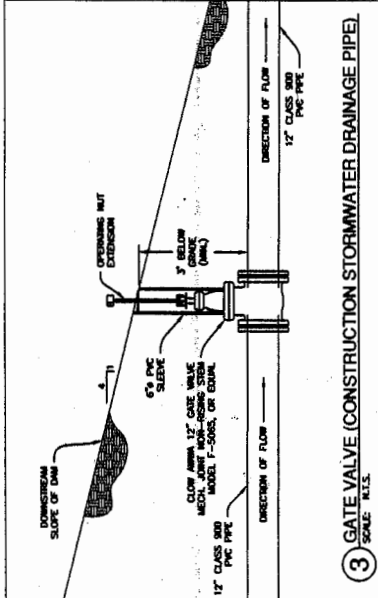 DOWNSTREAM
SLOPE OF DAM
4
1
OPERATING NUT
EXTENSION
6"ø PVC
SLEEVE
3' BELOW
GRADE
(MIN.)
CLOW AWWA 12" GATE VALVE
MECH. JOINT NON-RISING STEM
MODEL F-5065, OR EQUAL
12" CLASS 900
PVC PIPE
DIRECTION OF FLOW
DIRECTION OF FLOW
12" CLASS 900
PVC PIPE
3 GATE VALVE (CONSTRUCTION STORMWATER DRAINAGE PIPE)
SCALE: N.T.S.